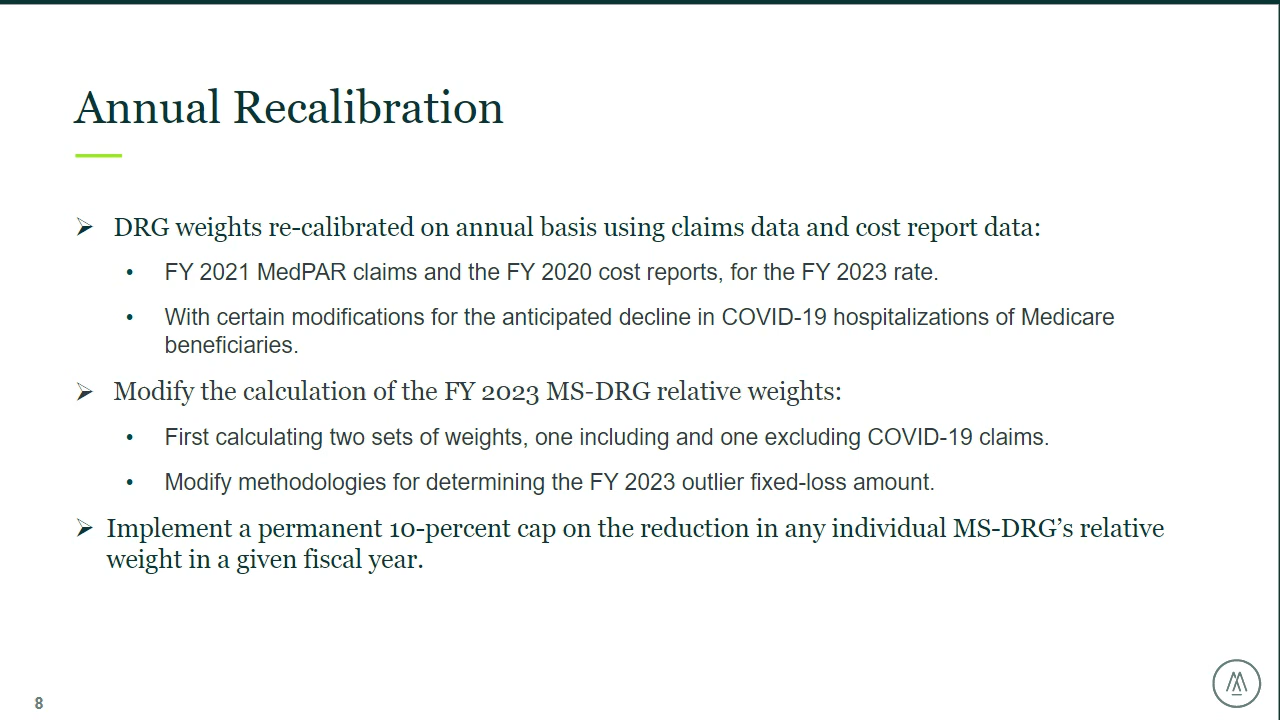 Annual Recalibration
DRG weights re-calibrated on annual basis using claims data and cost report data:
FY 2021 MedPAR claims and the FY 2020 cost reports, for the FY 2023 rate.
With certain modifications for the anticipated decline in COVID-19 hospitalizations of Medicare
beneficiaries.
Modify the calculation of the FY 2023 MS-DRG relative weights:
First calculating two sets of weights, one including and one excluding COVID-19 claims.
Modify methodologies for determining the FY 2023 outlier fixed-loss amount.
Implement a permanent 10-percent cap on the reduction in any individual MS-DRG’s relative
weight in a given fiscal year.
8